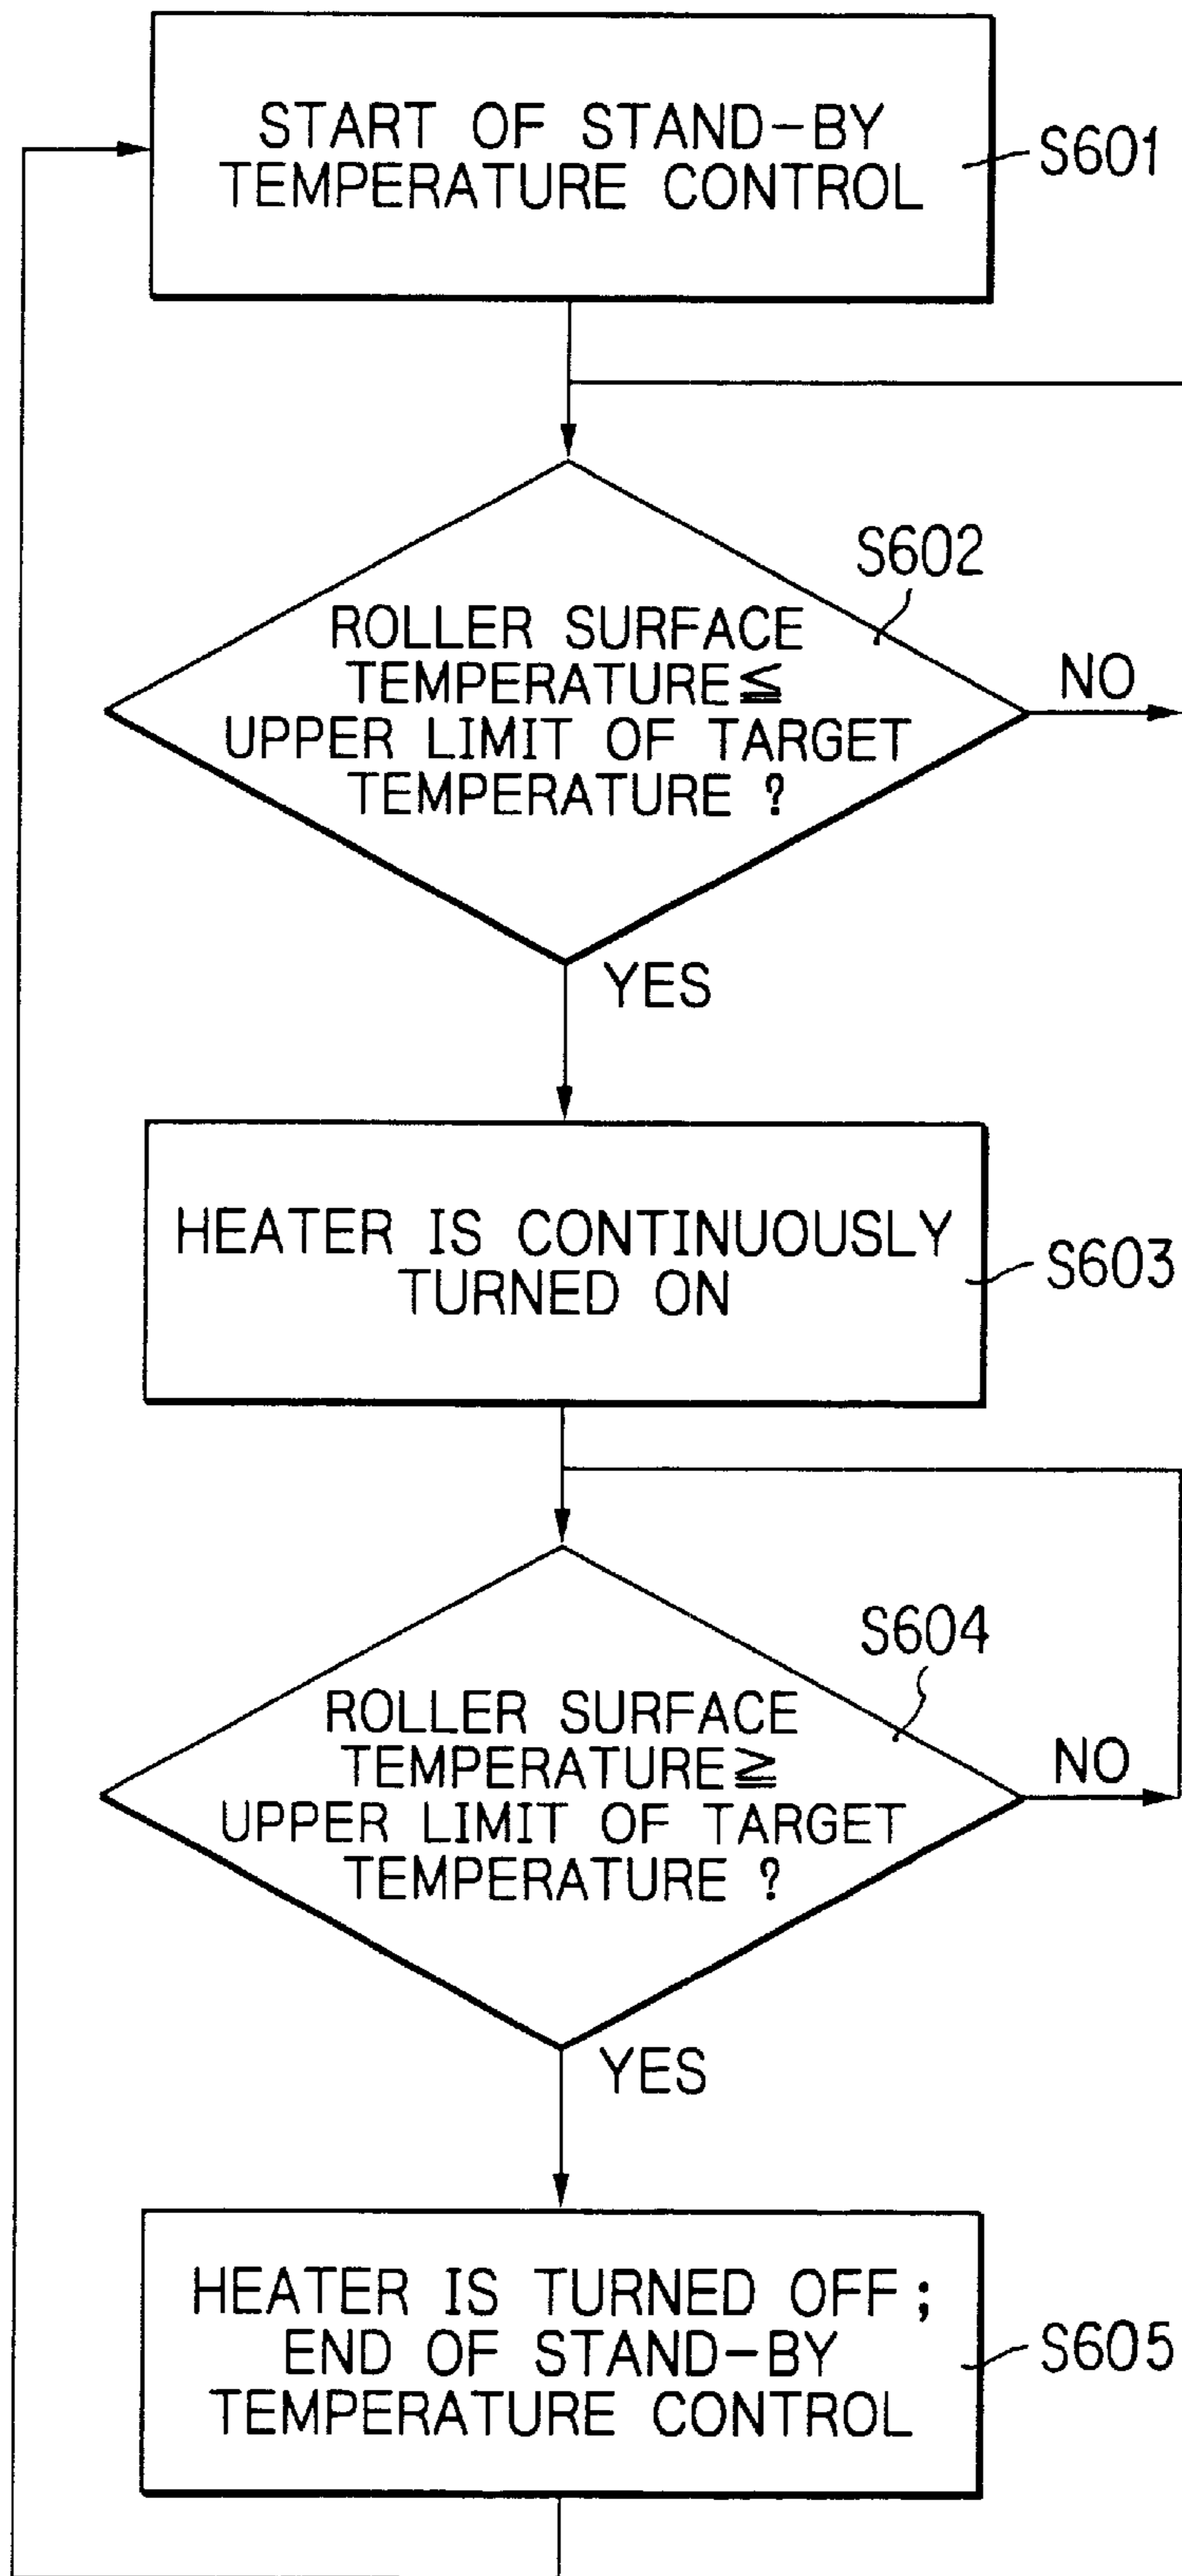 START OF STAND-BY
TEMPERATURE CONTROL
S601
S602
ROLLER SURFACE
TEMPERATURE≦
UPPER LIMIT OF TARGET
TEMPERATURE ?
NO
YES
HEATER IS CONTINUOUSLY
TURNED ON
S603
S604
ROLLER SURFACE
TEMPERATURE≧
UPPER LIMIT OF TARGET
TEMPERATURE ?
NO
YES
HEATER IS TURNED OFF ;
END OF STAND-BY
TEMPERATURE CONTROL
S605